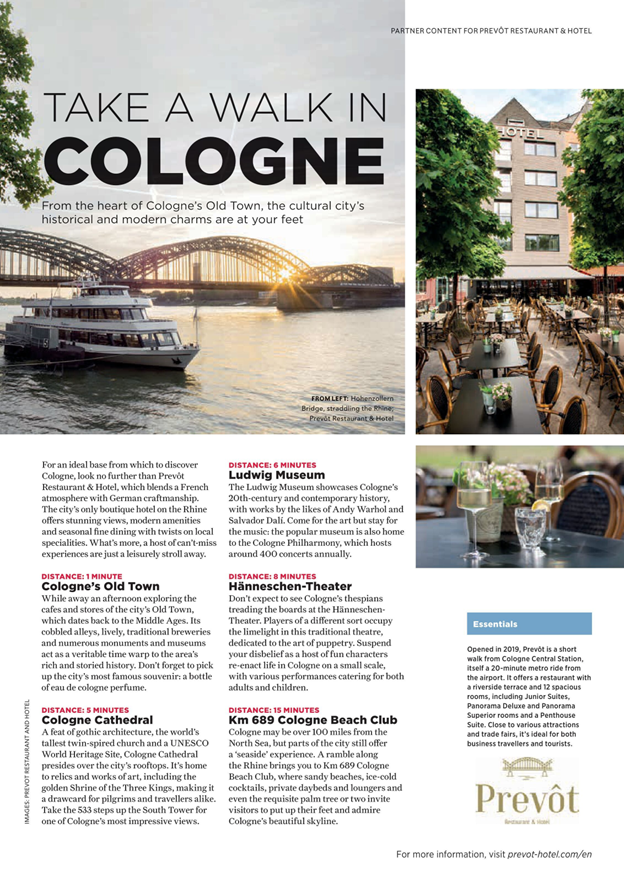 PARTNER CONTENT FOR PREVÔT RESTAURANT & HOTEL
TAKE A WALK IN
COLOGNE
From the heart of Cologne's Old Town, the cultural city's
historical and modern charms are at your feet
HOTEL
FROM LEFT: Hohenzollern
Bridge, straddling the Rhine;
Prevôt Restaurant & Hotel
For an ideal base from which to discover
Cologne, look no further than Prevôt
Restaurant & Hotel, which blends a French
atmosphere with German craftmanship.
The city's only boutique hotel on the Rhine
offers stunning views, modern amenities
and seasonal fine dining with twists on local
specialities. What's more, a host of can't-miss
experiences are just a leisurely stroll away.
DISTANCE: 1 MINUTE
Cologne's Old Town
While away an afternoon exploring the
cafes and stores of the city's Old Town,
which dates back to the Middle Ages. Its
cobbled alleys, lively, traditional breweries
and numerous monuments and museums
act as a veritable time warp to the area's
rich and storied history. Don't forget to pick
up the city's most famous souvenir: a bottle
of eau de cologne perfume.
DISTANCE: 5 MINUTES
Cologne Cathedral
A feat of gothic architecture, the world's
tallest twin-spired church and a UNESCO
World Heritage Site, Cologne Cathedral
presides over the city's rooftops. It's home
to relics and works of art, including the
golden Shrine of the Three Kings, making it
a drawcard for pilgrims and travellers alike.
Take the 533 steps up the South Tower for
one of Cologne's most impressive views.
DISTANCE: 6 MINUTES
Ludwig Museum
The Ludwig Museum showcases Cologne's
20th-century and contemporary history,
with works by the likes of Andy Warhol and
Salvador Dalí. Come for the art but stay for
the music: the popular museum is also home
to the Cologne Philharmonic, which hosts
around 400 concerts annually.
DISTANCE: 8 MINUTES
Hänneschen-Theater
Don't expect to see Cologne's thespians
treading the boards at the Hänneschen-
Theater. Players of a different sort occupy
the limelight in this traditional theatre,
dedicated to the art of puppetry. Suspend
your disbelief as a host of fun characters
re-enact life in Cologne on a small scale,
with various performances catering for both
adults and children.
DISTANCE: 15 MINUTES
Km 689 Cologne Beach Club
Cologne may be over 100 miles from the
North Sea, but parts of the city still offer
a 'seaside' experience. A ramble along
the Rhine brings you to Km 689 Cologne
Beach Club, where sandy beaches, ice-cold
cocktails, private daybeds and loungers and
even the requisite palm tree or two invite
visitors to put up their feet and admire
Cologne's beautiful skyline.
Essentials
Opened in 2019, Prevôt is a short
walk from Cologne Central Station,
itself a 20-minute metro ride from
the airport. It offers a restaurant with
a riverside terrace and 12 spacious
rooms, including Junior Suites,
Panorama Deluxe and Panorama
Superior rooms and a Penthouse
Suite. Close to various attractions
and trade fairs, it's ideal for both
business travellers and tourists.
Prevôt
Restaurant & Hotel
IMAGES: PREVOT RESTAURANT AND HOTEL
For more information, visit prevot-hotel.com/en